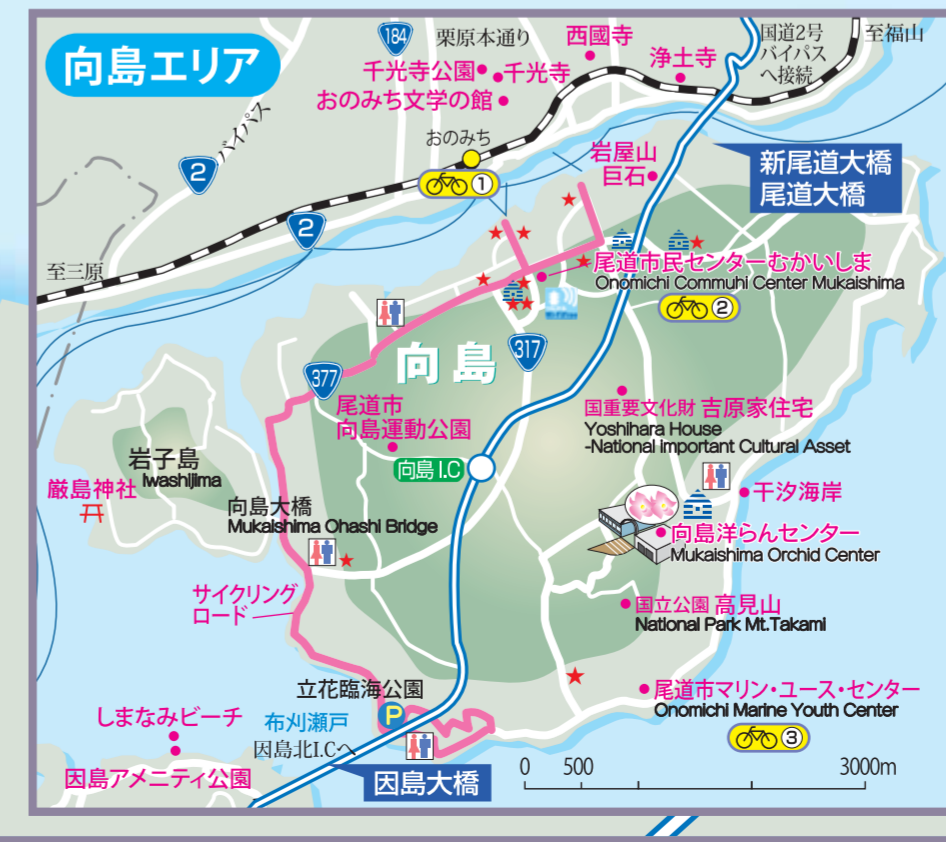 向島エリア
184
栗原本通り
西國寺
千光寺公園
千光寺
浄土寺
国道2号
バイパス
へ接続
至福山
おのみち文学の館
バイパス
2
おのみち
①
2
至三原
岩屋山
巨石
新尾道大橋
尾道大橋
尾道市民センターむかいしま
Onomichi Commuhi Center Mukaishima
②
377
向島
317
尾道市
向島運動公園
国重要文化財 吉原家住宅
Yoshihara House
-National Important Cultural Asset
向島 I.C
岩子島
Iwashijima
厳島神社
向島大橋
Mukaishima Ohashi Bridge
干汐海岸
向島洋らんセンター
Mukaishima Orchid Center
サイクリング
ロード
国立公園 高見山
National Park Mt.Takami
立花臨海公園
P
しまなみビーチ
布刈瀬戸
因島北I.Cへ
尾道市マリン・ユース・センター
Onomichi Marine Youth Center
③
因島アメニティ公園
因島大橋
0 500 3000m